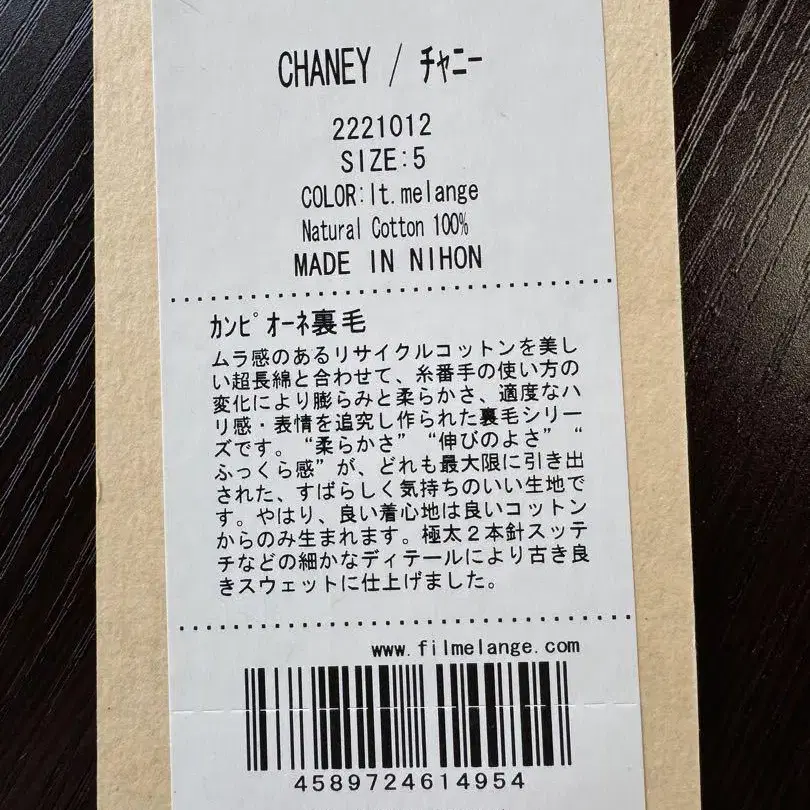 CHANEY / チャニー
2221012
SIZE:5
COLOR:lt.melange
Natural Cotton 100%
MADE IN NIHON
カンピオーネ裏毛
ムラ感のあるリサイクルコットンを美し
い超長綿と合わせて、糸番手の使い方の
変化により膨らみと柔らかさ、適度なハ
リ感・表情を追究し作られた裏毛シリー
ズです。“柔らかさ”“伸びのよさ”“
ふっくら感”が、どれも最大限に引き出
された、すばらしく気持ちのいい生地で
す。やはり、良い着心地は良いコットン
からのみ生まれます。極太2本針スッテ
チなどの細かなディテールにより古き良
きスウェットに仕上げました。
www.filmelange.com
4589724614954